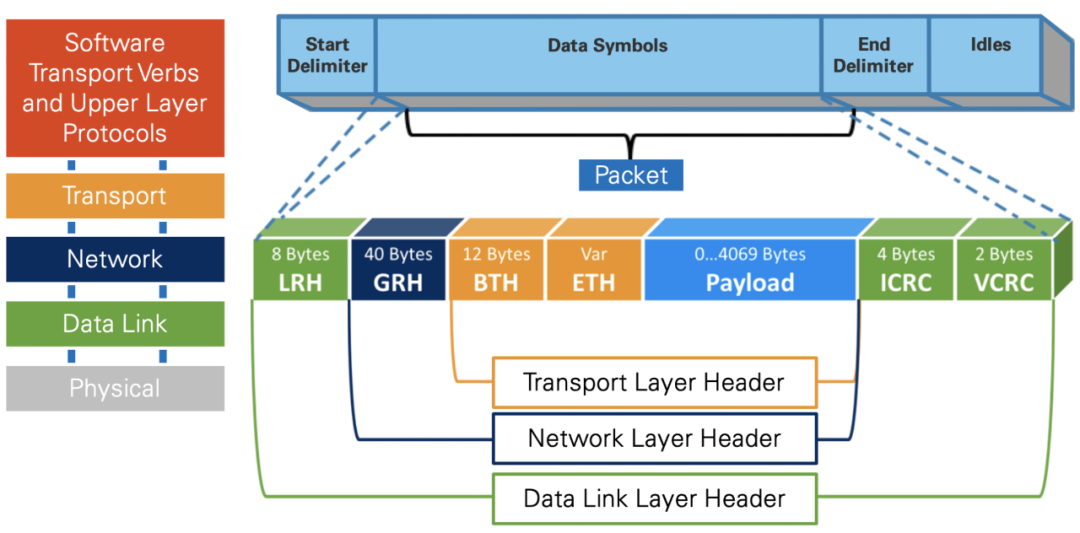 Software
Transport Verbs
and Upper Layer
Protocols
Transport
Network
Data Link
Physical
Start
Delimiter
Data Symbols
End
Delimiter
Idles
Packet
8 Bytes
LRH
40 Bytes
GRH
12 Bytes
BTH
Var
ETH
0...4069 Bytes
Payload
4 Bytes
ICRC
2 Bytes
VCRC
Transport Layer Header
Network Layer Header
Data Link Layer Header